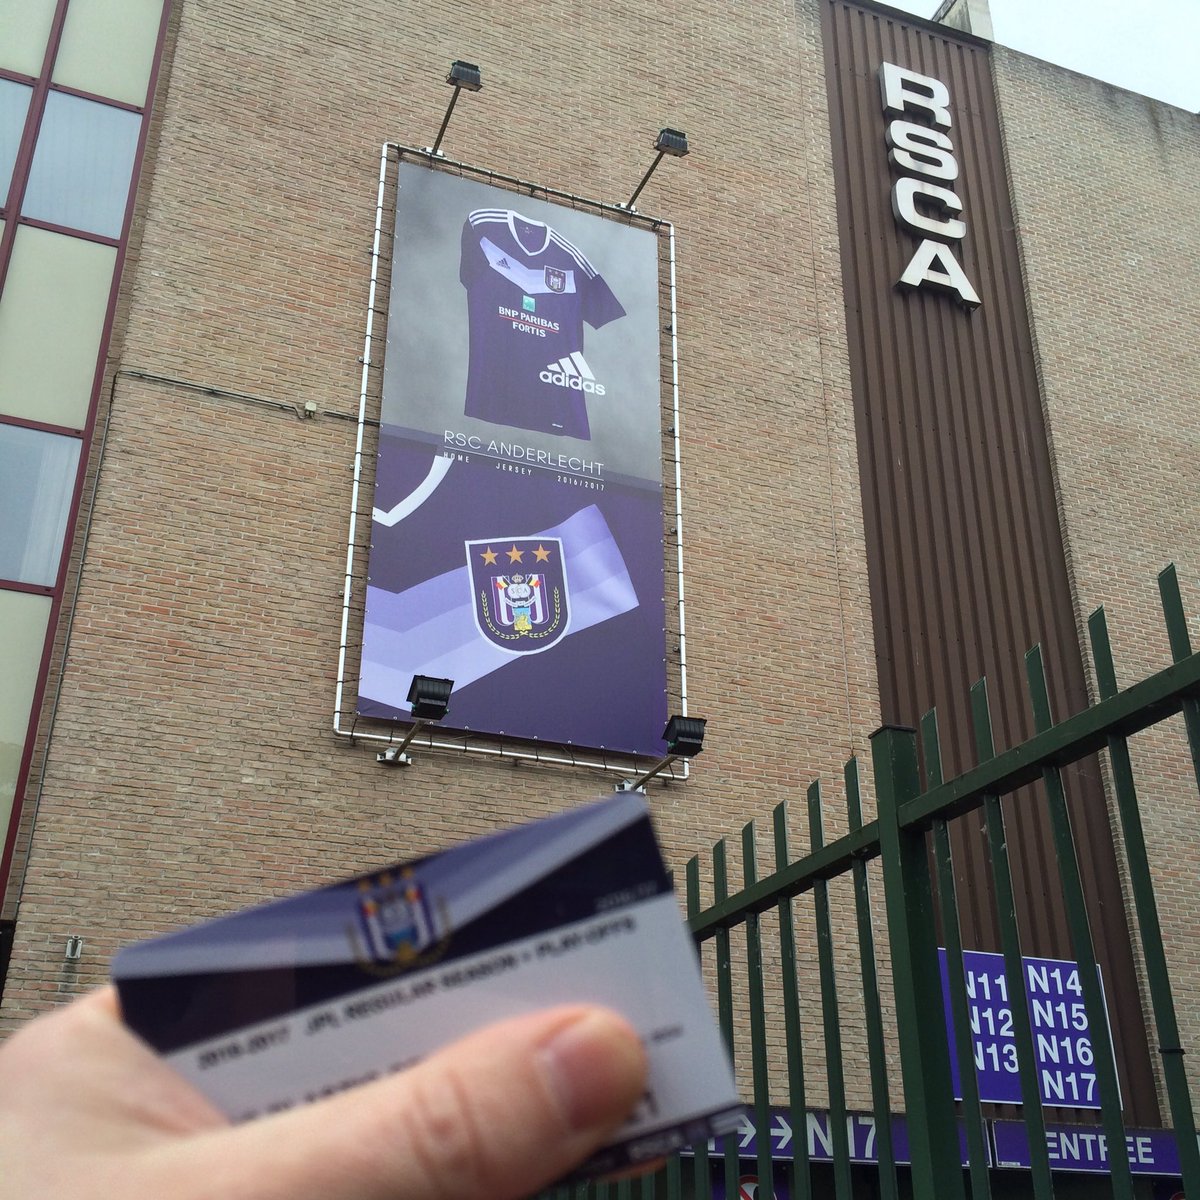 RSCA
BNP PARIBAS
FORTIS
adidas
RSC ANDERLECHT
HOME JERSEY 2016/2017
SCA
2016-2017 JPL REGULAR SEASON + PLAY-OFFS
N11 N14
N12 N15
N13 N16
N17
N17
ENTREE